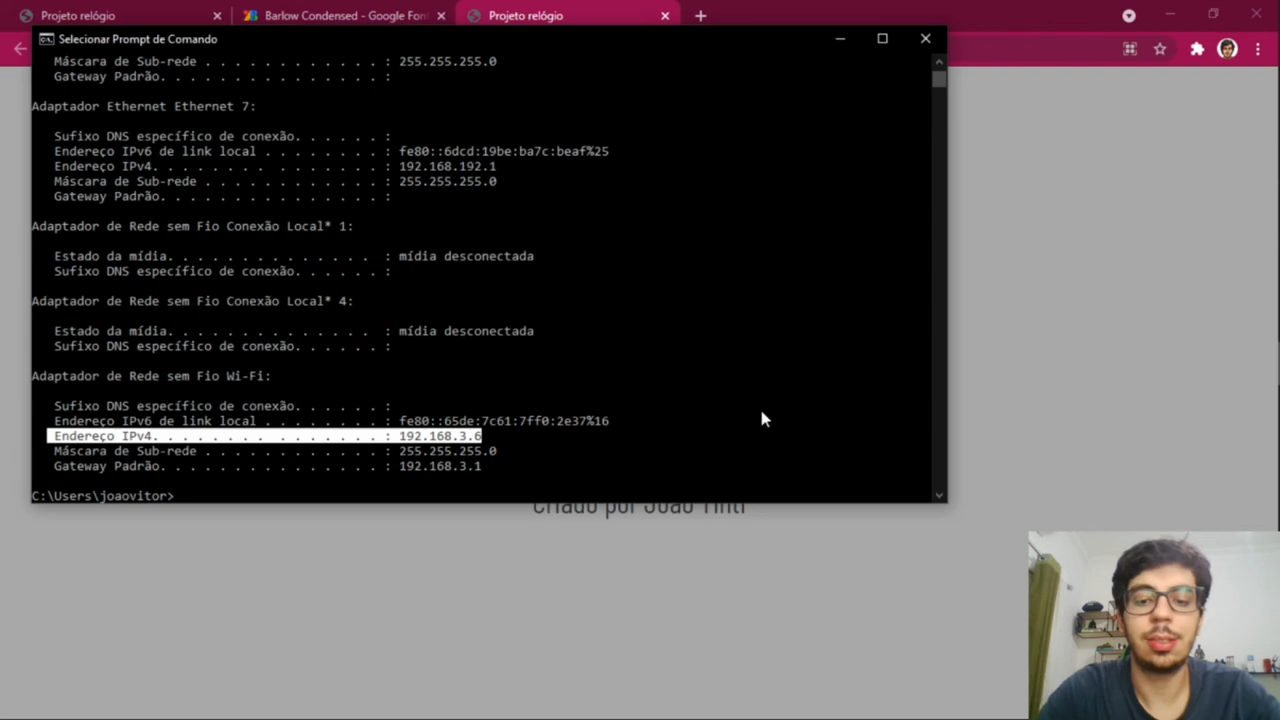 Projeto relógio
Barlow Condensed - Google Fon
Projeto relógio
Selecionar Prompt de Comando
Máscara de Sub-rede . . . . . . . . . . . . : 255.255.255.0
Gateway Padrão. . . . . . . . . . . . . . . :
Adaptador Ethernet Ethernet 7:
Sufixo DNS específico de conexão. . . . . . :
Endereço IPv6 de link local . . . . . . . . : fe80::6dcd:19be:ba7c:beaf%25
Endereço IPv4. . . . . . . . . . . . . . . : 192.168.192.1
Máscara de Sub-rede . . . . . . . . . . . . : 255.255.255.0
Gateway Padrão. . . . . . . . . . . . . . . :
Adaptador de Rede sem Fio Conexão Local* 1:
Estado da mídia. . . . . . . . . . . . . . : mídia desconectada
Sufixo DNS específico de conexão. . . . . . :
Adaptador de Rede sem Fio Conexão Local* 4:
Estado da mídia. . . . . . . . . . . . . . : mídia desconectada
Sufixo DNS específico de conexão. . . . . . :
Adaptador de Rede sem Fio Wi-Fi:
Sufixo DNS específico de conexão. . . . . . :
Endereço IPv6 de link local . . . . . . . . : fe80::65de:7c61:7ff0:2e37%16
Endereço IPv4. . . . . . . . . . . . . . . : 192.168.3.6
Máscara de Sub-rede . . . . . . . . . . . . : 255.255.255.0
Gateway Padrão. . . . . . . . . . . . . . . : 192.168.3.1
C:\Users\joaovitor>
Criado por João Tinti